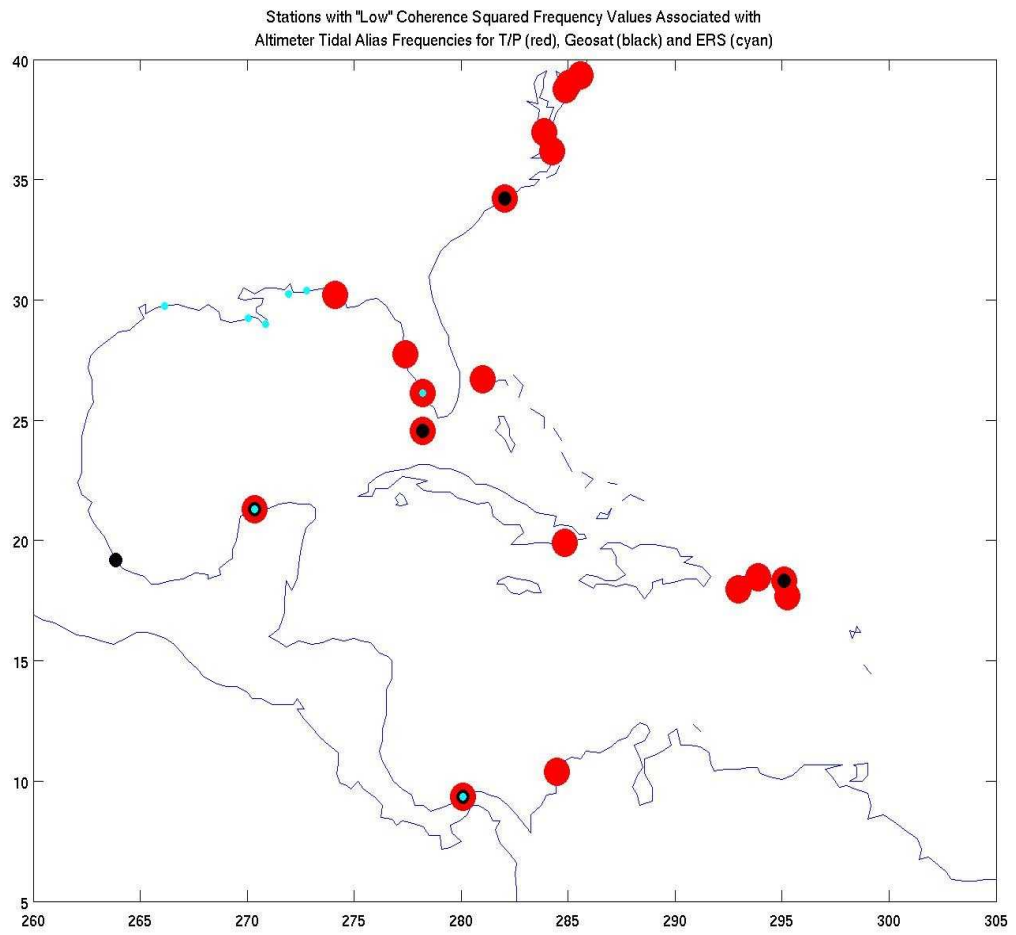 Stations with "Low" Coherence Squared Frequency Values Associated with
Altimeter Tidal Alias Frequencies for T/P (red), Geosat (black) and ERS (cyan)
40
35
30
25
20
15
10
5
260 265 270 275 280 285 290 295 300 305